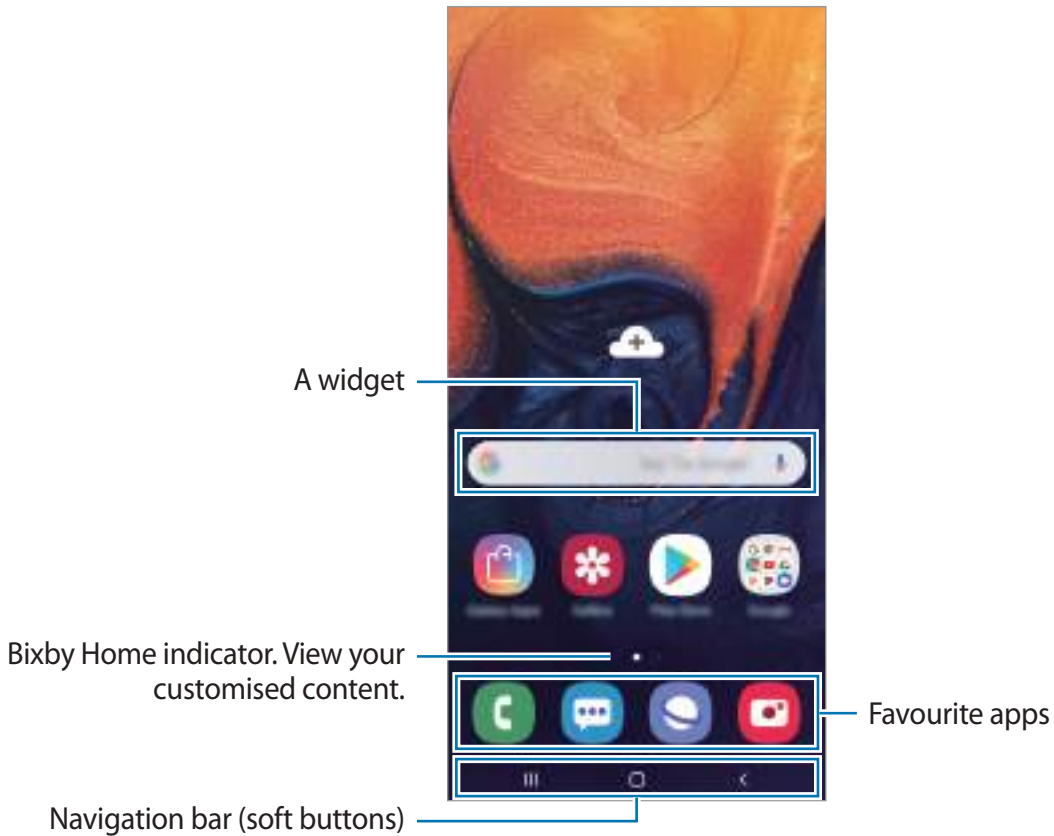 A widget
Bixby Home indicator. View your
customised content.
Favourite apps
Navigation bar (soft buttons)